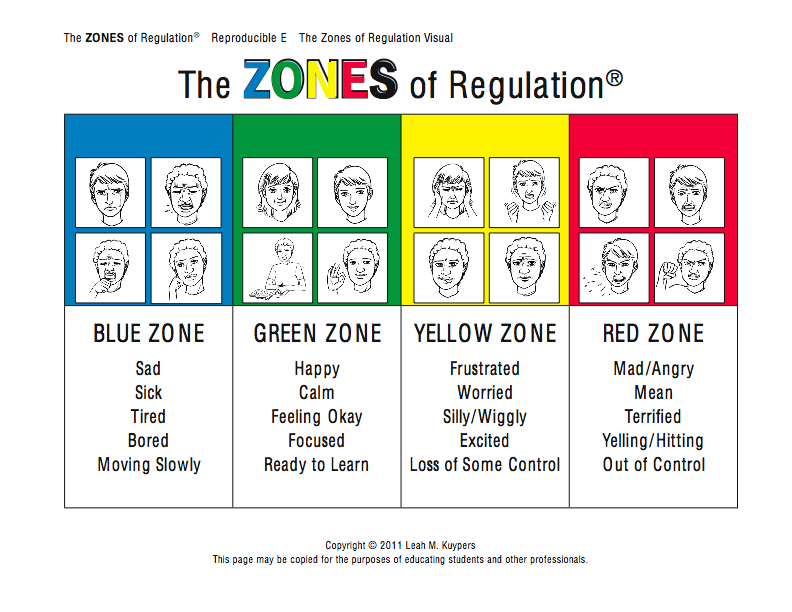 The ZONES of Regulation® Reproducible E The Zones of Regulation Visual
The ZONES of Regulation®
BLUE ZONE
Sad
Sick
Tired
Bored
Moving Slowly
GREEN ZONE
Happy
Calm
Feeling Okay
Focused
Ready to Learn
YELLOW ZONE
Frustrated
Worried
Silly/Wiggly
Excited
Loss of Some Control
RED ZONE
Mad/Angry
Mean
Terrified
Yelling/Hitting
Out of Control
Copyright © 2011 Leah M. Kuypers
This page may be copied for the purposes of educating students and other professionals.